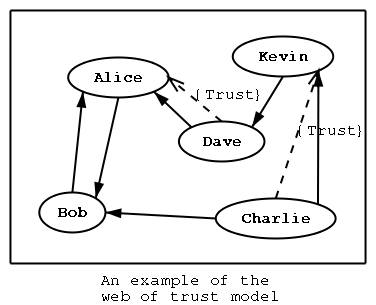 Kevin
Alice
{Trust}
Dave
{Trust}
Bob
Charlie
An example of the
web of trust model